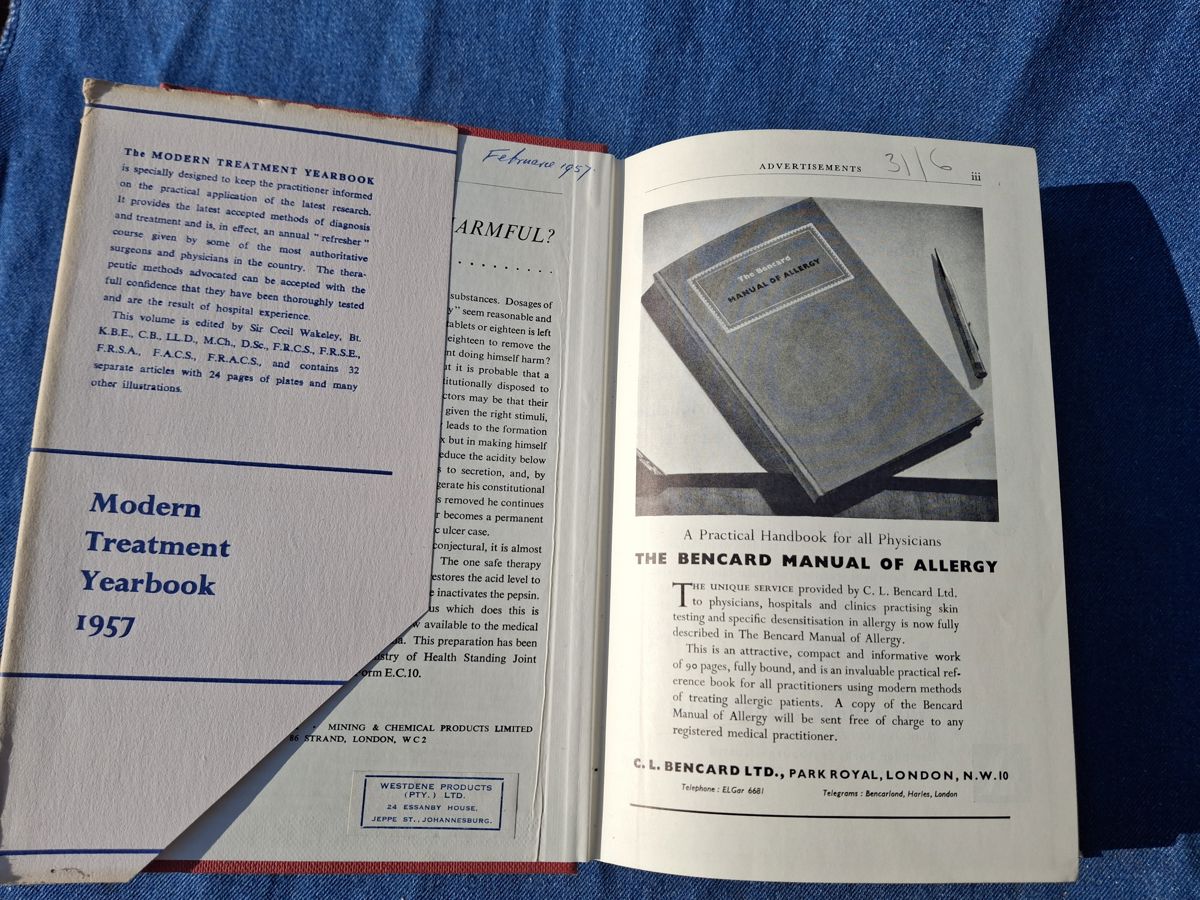 The MODERN TREATMENT YEARBOOK
is specially designed to keep the practitioner informed
on the practical application of the latest research.
It provides the latest accepted methods of diagnosis
and treatment and is, in effect, an annual "refresher"
course given by some of the most authoritative
surgeons and physicians in the country. The thera-
peutic methods advocated can be accepted with the
full confidence that they have been thoroughly tested
and are the result of hospital experience.
This volume is edited by Sir Cecil Wakeley, Bt.
K.B.E., C.B., LL.D., M.Ch., D.Sc., F.R.C.S., F.R.S.E.,
F.R.S.A., F.A.C.S., F.R.A.C.S., and contains 32
separate articles with 24 pages of plates and many
other illustrations.
Modern
Treatment
Yearbook
1957
1957
ARMFUL?
substances. Dosages of
y" seem reasonable and
tablets or eighteen is left
eighteen to remove the
nt doing himself harm?
it is probable that a
titutionally disposed to
ctors may be that their
given the right stimuli,
leads to the formation
but in making himself
educe the acidity below
s to secretion, and, by
gerate his constitutional
s removed he continues
r becomes a permanent
c ulcer case.
conjectural, it is almost
The one safe therapy
estores the acid level to
e inactivates the pepsin.
us which does this is
w available to the medical
a. This preparation has been
istry of Health Standing Joint
orm E.C.10.
MINING & CHEMICAL PRODUCTS LIMITED
86 STRAND, LONDON, WC2
WESTDENE PRODUCTS
(PTY.) LTD.
24 ESSANBY HOUSE,
JEPPE ST., JOHANNESBURG.
ADVERTISEMENTS 31/6 iii
The Bencard
MANUAL OF ALLERGY
A Practical Handbook for all Physicians
THE BENCARD MANUAL OF ALLERGY
THE UNIQUE SERVICE provided by C. L. Bencard Ltd.
to physicians, hospitals and clinics practising skin
testing and specific desensitisation in allergy is now fully
described in The Bencard Manual of Allergy.
This is an attractive, compact and informative work
of 90 pages, fully bound, and is an invaluable practical ref-
erence book for all practitioners using modern methods
of treating allergic patients. A copy of the Bencard
Manual of Allergy will be sent free of charge to any
registered medical practitioner.
C. L. BENCARD LTD., PARK ROYAL, LONDON, N.W.10
Telephone : ELGar 6681 Telegrams : Bencarlond, Harles, London